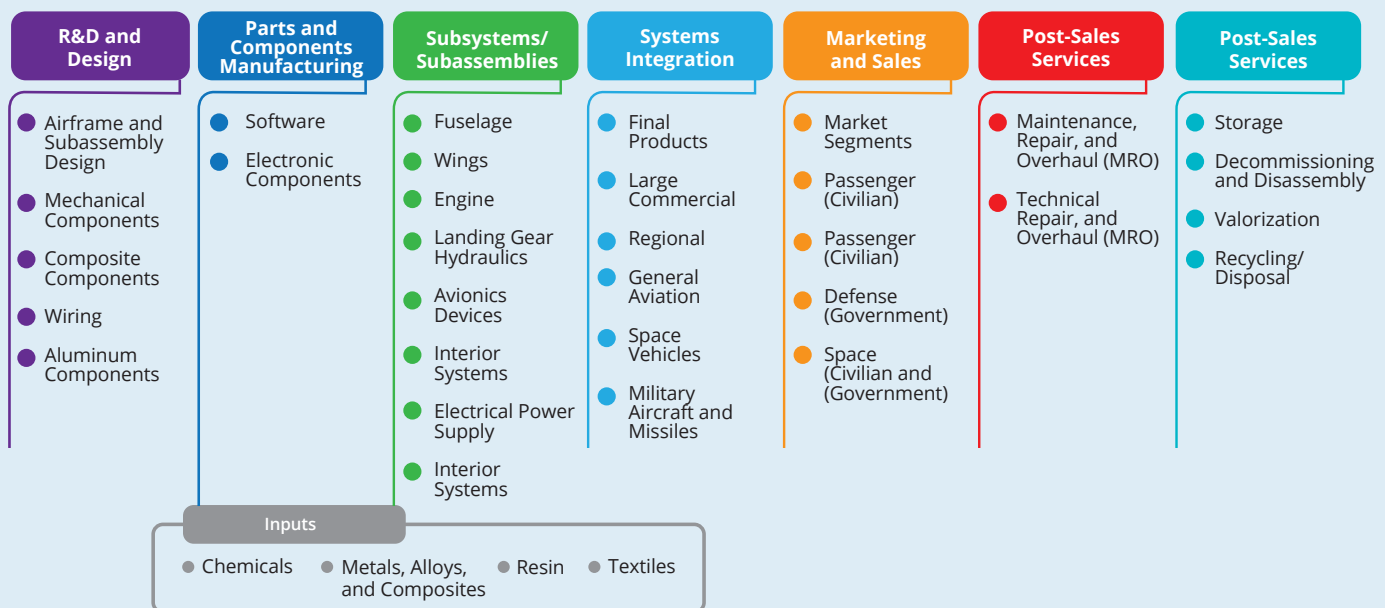 R&D and
Design
Airframe and
Subassembly
Design
Mechanical
Components
Composite
Components
Wiring
Aluminum
Components
Parts and
Components
Manufacturing
Software
Electronic
Components
Subsystems/
Subassemblies
Fuselage
Wings
Engine
Landing Gear
Hydraulics
Avionics
Devices
Interior
Systems
Electrical Power
Supply
Interior
Systems
Systems
Integration
Final
Products
Large
Commercial
Regional
General
Aviation
Space
Vehicles
Military
Aircraft and
Missiles
Marketing
and Sales
Market
Segments
Passenger
(Civilian)
Passenger
(Civilian)
Defense
(Government)
Space
(Civilian and
(Government)
Post-Sales
Services
Maintenance,
Repair, and
Overhaul (MRO)
Technical
Repair, and
Overhaul (MRO)
Post-Sales
Services
Storage
Decommissioning
and Disassembly
Valorization
Recycling/
Disposal
Inputs
Chemicals
Metals, Alloys,
and Composites
Resin
Textiles